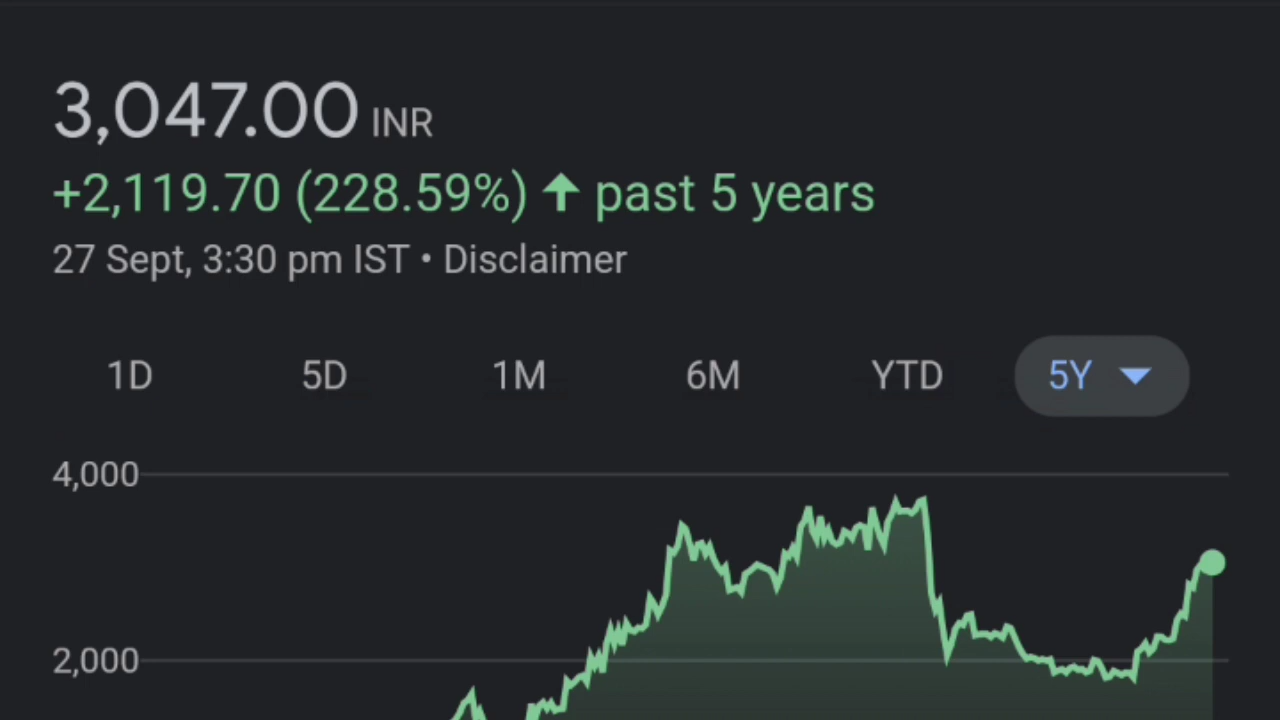 3,047.00 INR
+2,119.70 (228.59%) ↑ past 5 years
27 Sept, 3:30 pm IST • Disclaimer
1D 5D 1M 6M YTD 5Y
4,000
2,000